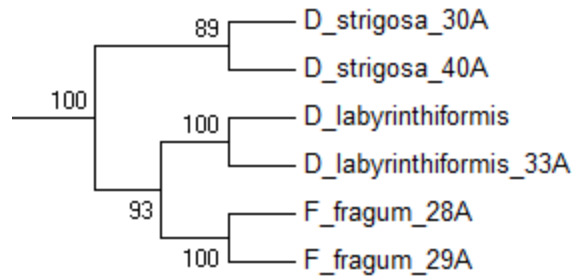 89
D_strigosa_30A
D_strigosa_40A
100
100
D_labyrinthiformis
D_labyrinthiformis_33A
93
F_fragum_28A
100
F_fragum_29A